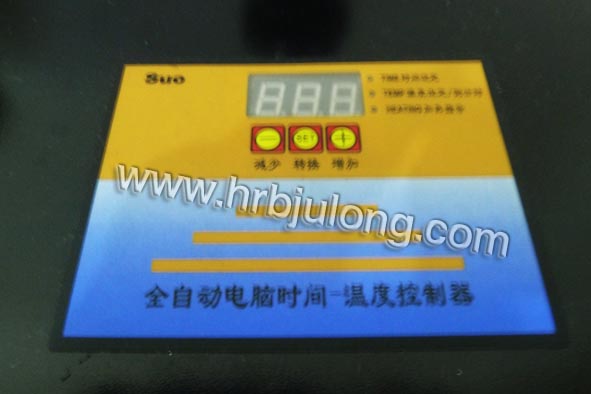 Suo
TIME
TEMP
HEATING
SET
减少 转换 增加
www.hrbjulong.com
全自动电脑时间-温度控制器